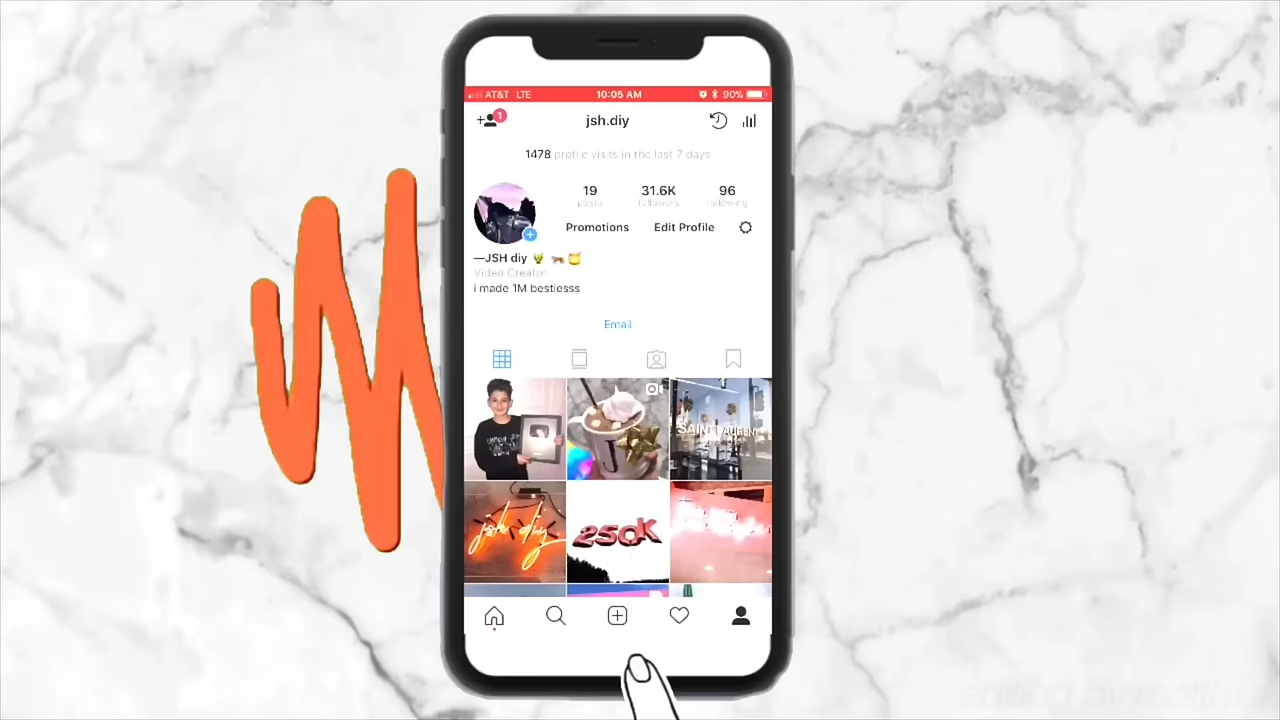 AT&T LTE 10:05 AM 90%
1
jsh.diy
1478 profile visits in the last 7 days
19 31.6K 96
posts followers following
Promotions Edit Profile
—JSH diy
Video Creator
i made 1M bestiesss
Email
J
SAINT LAURENT
jsh diy
250K